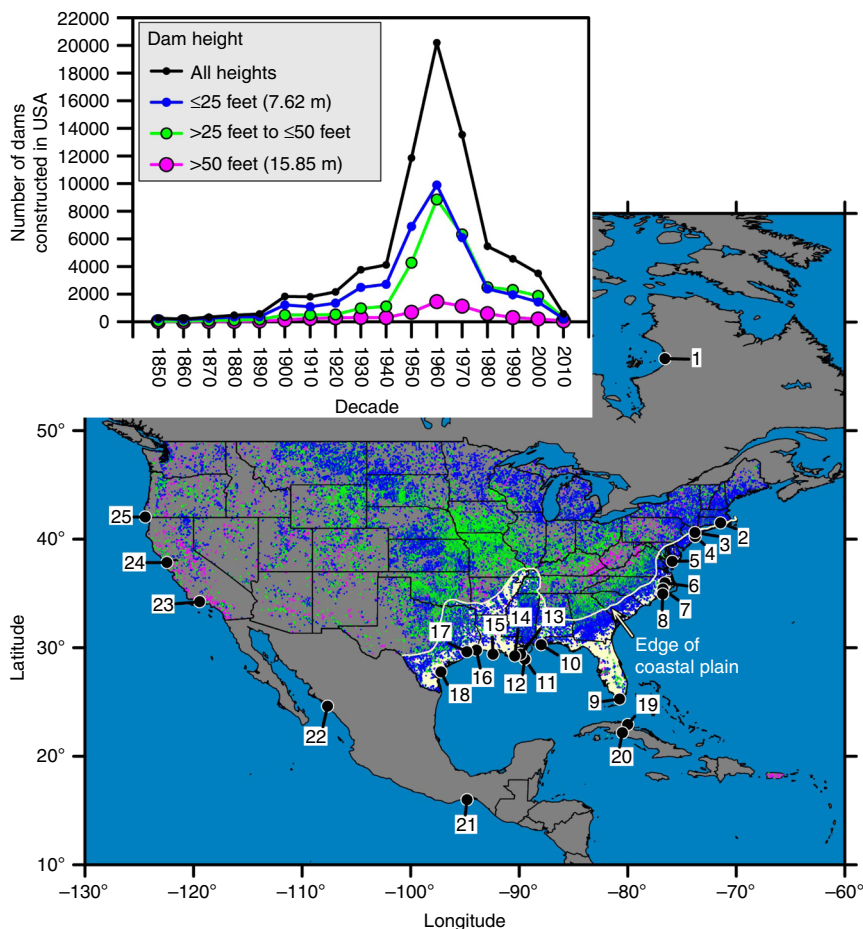 22000
20000
18000
16000
14000
12000
10000
8000
6000
4000
2000
0
Number of dams
constructed in USA
Dam height
All heights
≤25 feet (7.62 m)
>25 feet to ≤50 feet
>50 feet (15.85 m)
1850 1860 1870 1880 1890 1900 1910 1920 1930 1940 1950 1960 1970 1980 1990 2000 2010
Decade
1
50°
40°
30°
20°
10°
Latitude
25
24
23
22
21
2
3
4
5
6
7
8
Edge of
coastal plain
17 15 14 13
16 12 11 10
18
9
19
20
−130° −110° −100° −90° −80° −70° −60°
Longitude